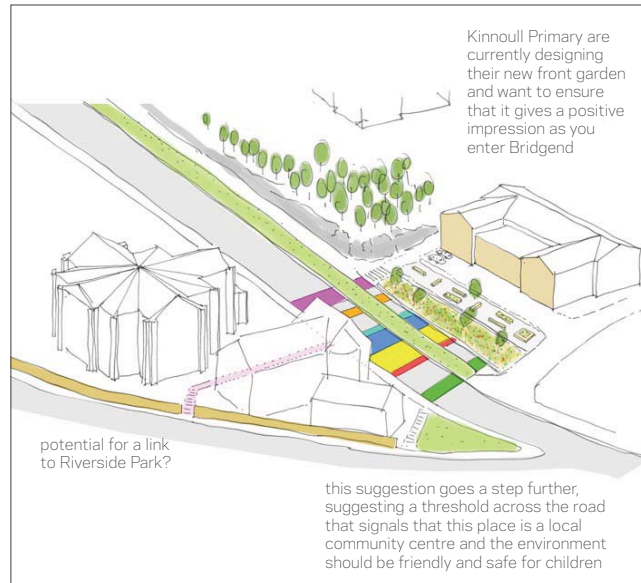 Kinnoull Primary are
currently designing
their new front garden
and want to ensure
that it gives a positive
impression as you
enter Bridgend
potential for a link
to Riverside Park?
this suggestion goes a step further,
suggesting a threshold across the road
that signals that this place is a local
community centre and the environment
should be friendly and safe for children